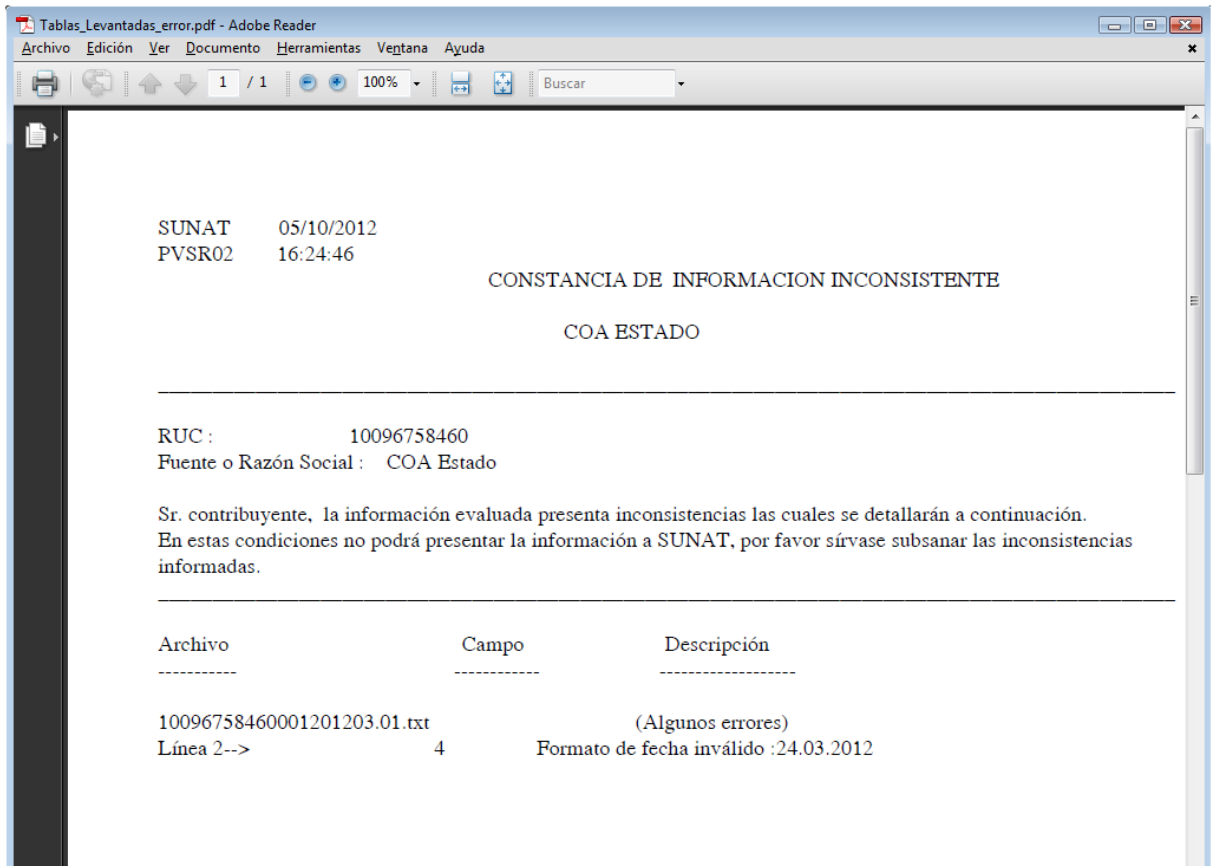 Tablas_Levantadas_error.pdf - Adobe Reader
Archivo Edición Ver Documento Herramientas Ventana Ayuda
1 / 1 100% Buscar
SUNAT 05/10/2012
PVSR02 16:24:46
CONSTANCIA DE INFORMACION INCONSISTENTE
COA ESTADO
RUC : 10096758460
Fuente o Razón Social : COA Estado
Sr. contribuyente, la información evaluada presenta inconsistencias las cuales se detallarán a continuación.
En estas condiciones no podrá presentar la información a SUNAT, por favor sírvase subsanar las inconsistencias
informadas.
Archivo Campo Descripción
----------- ------------ -------------------
10096758460001201203.01.txt (Algunos errores)
Línea 2--> 4 Formato de fecha inválido :24.03.2012